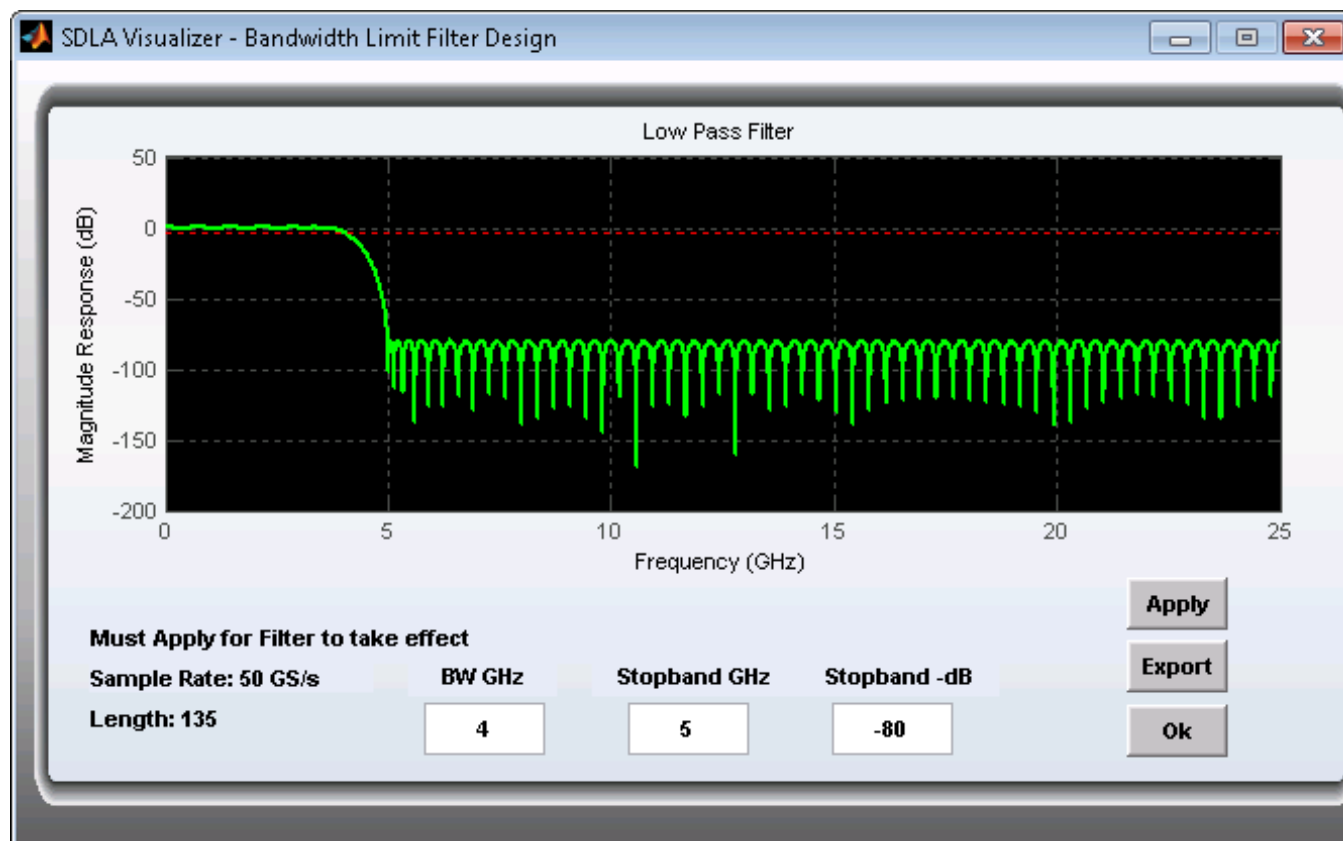 SDLA Visualizer - Bandwidth Limit Filter Design
Low Pass Filter
Magnitude Response (dB)
50
0
-50
-100
-150
-200
0
5
10
15
20
25
Frequency (GHz)
Must Apply for Filter to take effect
Sample Rate: 50 GS/s
Length: 135
BW GHz
4
Stopband GHz
5
Stopband -dB
-80
Apply
Export
Ok